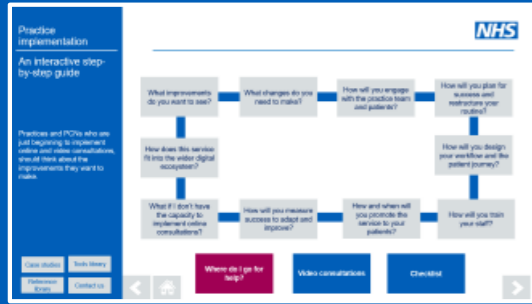 Practice
implementation
An interactive step-
by-step guide
Practices and PCNs who are
just beginning to implement
online and video consultations,
should think about the
improvements they want to
make.
Case studies
Tools library
Reference
library
Contact us
NHS
What improvements
do you want to see?
What changes do you
need to make?
How will you engage
with the practice team
and patients?
How will you plan for
success and
restructure your
routine?
How does this service
fit into the wider digital
ecosystem?
How will you design
your workflow and the
patient journey?
What if I don't have
the capacity to
implement online
consultations?
How will you measure
success to adapt and
improve?
How and when will
you promote the
service to your
patients?
How will you train
your staff?
Where do I go for
help?
Video consultations
Checklist